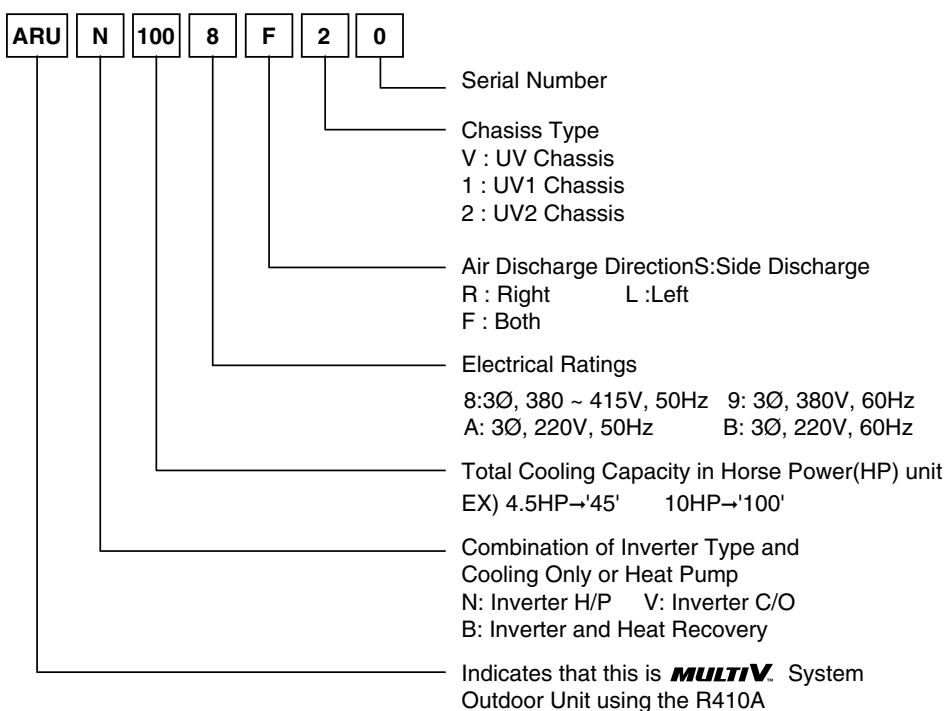 ARU N 100 8 F 2 0
Serial Number
Chasiss Type
V : UV Chassis
1 : UV1 Chassis
2 : UV2 Chassis
Air Discharge DirectionS:Side Discharge
R : Right L :Left
F : Both
Electrical Ratings
8:3Ø, 380 ~ 415V, 50Hz 9: 3Ø, 380V, 60Hz
A: 3Ø, 220V, 50Hz B: 3Ø, 220V, 60Hz
Total Cooling Capacity in Horse Power(HP) unit
EX) 4.5HP→'45' 10HP→'100'
Combination of Inverter Type and
Cooling Only or Heat Pump
N: Inverter H/P V: Inverter C/O
B: Inverter and Heat Recovery
Indicates that this is MULTI V™ System
Outdoor Unit using the R410A